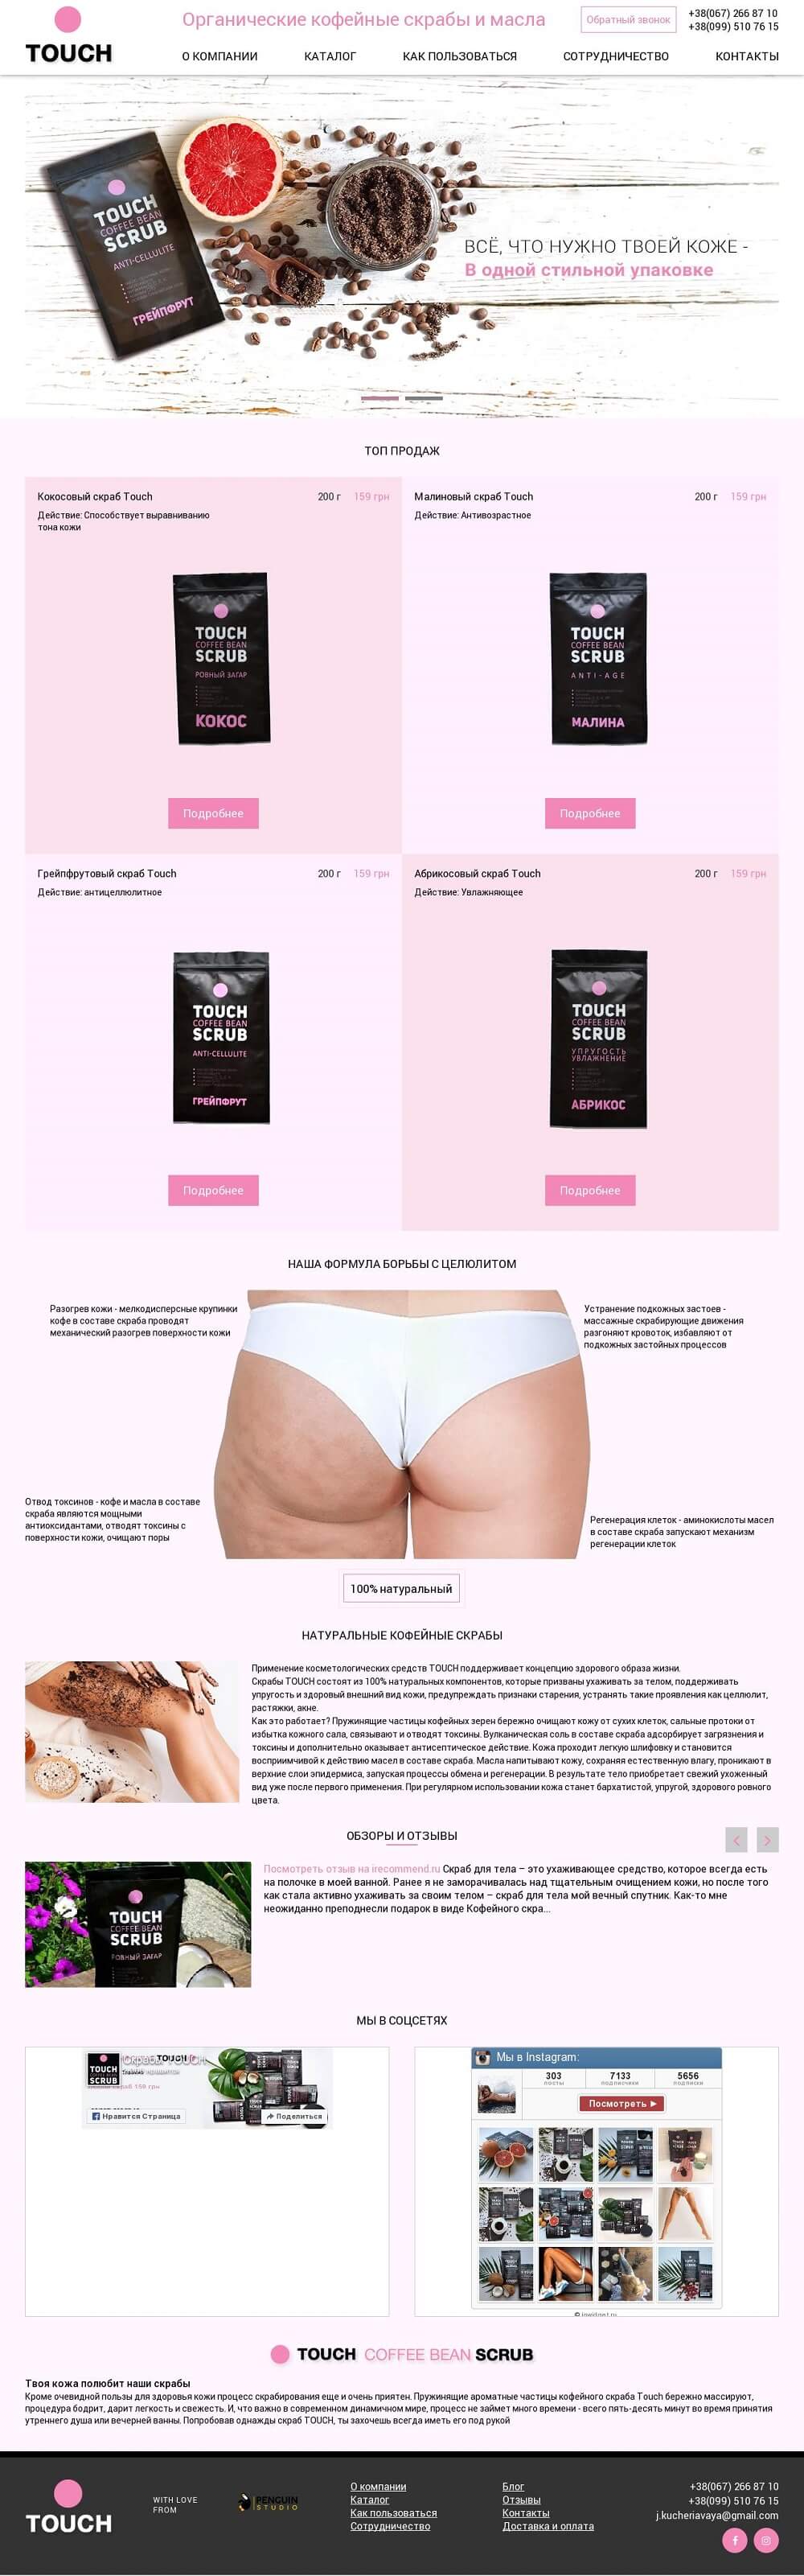 TOUCH
Органические кофейные скрабы и масла
Обратный звонок
+38(067) 266 87 10
+38(099) 510 76 15
О КОМПАНИИ КАТАЛОГ КАК ПОЛЬЗОВАТЬСЯ СОТРУДНИЧЕСТВО КОНТАКТЫ
TOUCH
COFFEE BEAN
SCRUB
ANTI-CELLULITE
ГРЕЙПФРУТ
ВСЁ, ЧТО НУЖНО ТВОЕЙ КОЖЕ -
В одной стильной упаковке
ТОП ПРОДАЖ
Кокосовый скраб Touch 200 г 159 грн
Действие: Способствует выравниванию
тона кожи
TOUCH
COFFEE BEAN
SCRUB
РОВНЫЙ ЗАГАР
КОКОС
Подробнее
Малиновый скраб Touch 200 г 159 грн
Действие: Антивозрастное
TOUCH
COFFEE BEAN
SCRUB
ANTI-AGE
МАЛИНА
Подробнее
Грейпфрутовый скраб Touch 200 г 159 грн
Действие: антицеллюлитное
TOUCH
COFFEE BEAN
SCRUB
ANTI-CELLULITE
ГРЕЙПФРУТ
Подробнее
Абрикосовый скраб Touch 200 г 159 грн
Действие: Увлажняющее
TOUCH
COFFEE BEAN
SCRUB
УПРУГОСТЬ
УВЛАЖНЕНИЕ
АБРИКОС
Подробнее
НАША ФОРМУЛА БОРЬБЫ С ЦЕЛЮЛИТОМ
Разогрев кожи - мелкодисперсные крупинки
кофе в составе скраба проводят
механический разогрев поверхности кожи
Устранение подкожных застоев -
массажные скрабирующие движения
разгоняют кровоток, избавляют от
подкожных застойных процессов
Отвод токсинов - кофе и масла в составе
скраба являются мощными
антиоксидантами, отводят токсины с
поверхности кожи, очищают поры
Регенерация клеток - аминокислоты масел
в составе скраба запускают механизм
регенерации клеток
100% натуральный
НАТУРАЛЬНЫЕ КОФЕЙНЫЕ СКРАБЫ
Применение косметологических средств TOUCH поддерживает концепцию здорового образа жизни.
Скрабы TOUCH состоят из 100% натуральных компонентов, которые призваны ухаживать за телом, поддерживать
упругость и здоровый внешний вид кожи, предупреждать признаки старения, устранять такие проявления как целлюлит,
растяжки, акне.
Как это работает? Пружинящие частицы кофейных зерен бережно очищают кожу от сухих клеток, сальные протоки от
избытка кожного сала, связывают и отводят токсины. Вулканическая соль в составе скраба адсорбирует загрязнения и
токсины и дополнительно оказывает антисептическое действие. Кожа проходит легкую шлифовку и становится
восприимчивой к действию масел в составе скраба. Масла напитывают кожу, сохраняя естественную влагу, проникают в
верхние слои эпидермиса, запуская процессы обмена и регенерации. В результате тело приобретает свежий ухоженный
вид уже после первого применения. При регулярном использовании кожа станет бархатистой, упругой, здорового ровного
цвета.
ОБЗОРЫ И ОТЗЫВЫ
TOUCH
COFFEE BEAN
SCRUB
РОВНЫЙ ЗАГАР
Посмотреть отзыв на irecommend.ru Скраб для тела – это ухаживающее средство, которое всегда есть
на полочке в моей ванной. Ранее я не заморачивалась над тщательным очищением кожи, но после того
как стала активно ухаживать за своим телом – скраб для тела мой вечный спутник. Как-то мне
неожиданно преподнесли подарок в виде Кофейного скра...
МЫ В СОЦСЕТЯХ
TOUCH
SCRUB
Нравится Страница
Поделиться
Мы в Instagram:
303 7133 5656
посты подписчики подписки
Посмотреть
TOUCH COFFEE BEAN SCRUB
Твоя кожа полюбит наши скрабы
Кроме очевидной пользы для здоровья кожи процесс скрабирования еще и очень приятен. Пружинящие ароматные частицы кофейного скраба Touch бережно массируют,
процедура бодрит, дарит легкость и свежесть. И, что важно в современном динамичном мире, процесс не займет много времени - всего пять-десять минут во время принятия
утреннего душа или вечерней ванны. Попробовав однажды скраб TOUCH, ты захочешь всегда иметь его под рукой
TOUCH
WITH LOVE
FROM
PENGUIN
STUDIO
О компании
Каталог
Как пользоваться
Сотрудничество
Блог
Отзывы
Контакты
Доставка и оплата
+38(067) 266 87 10
+38(099) 510 76 15
j.kucheriavaya@gmail.com